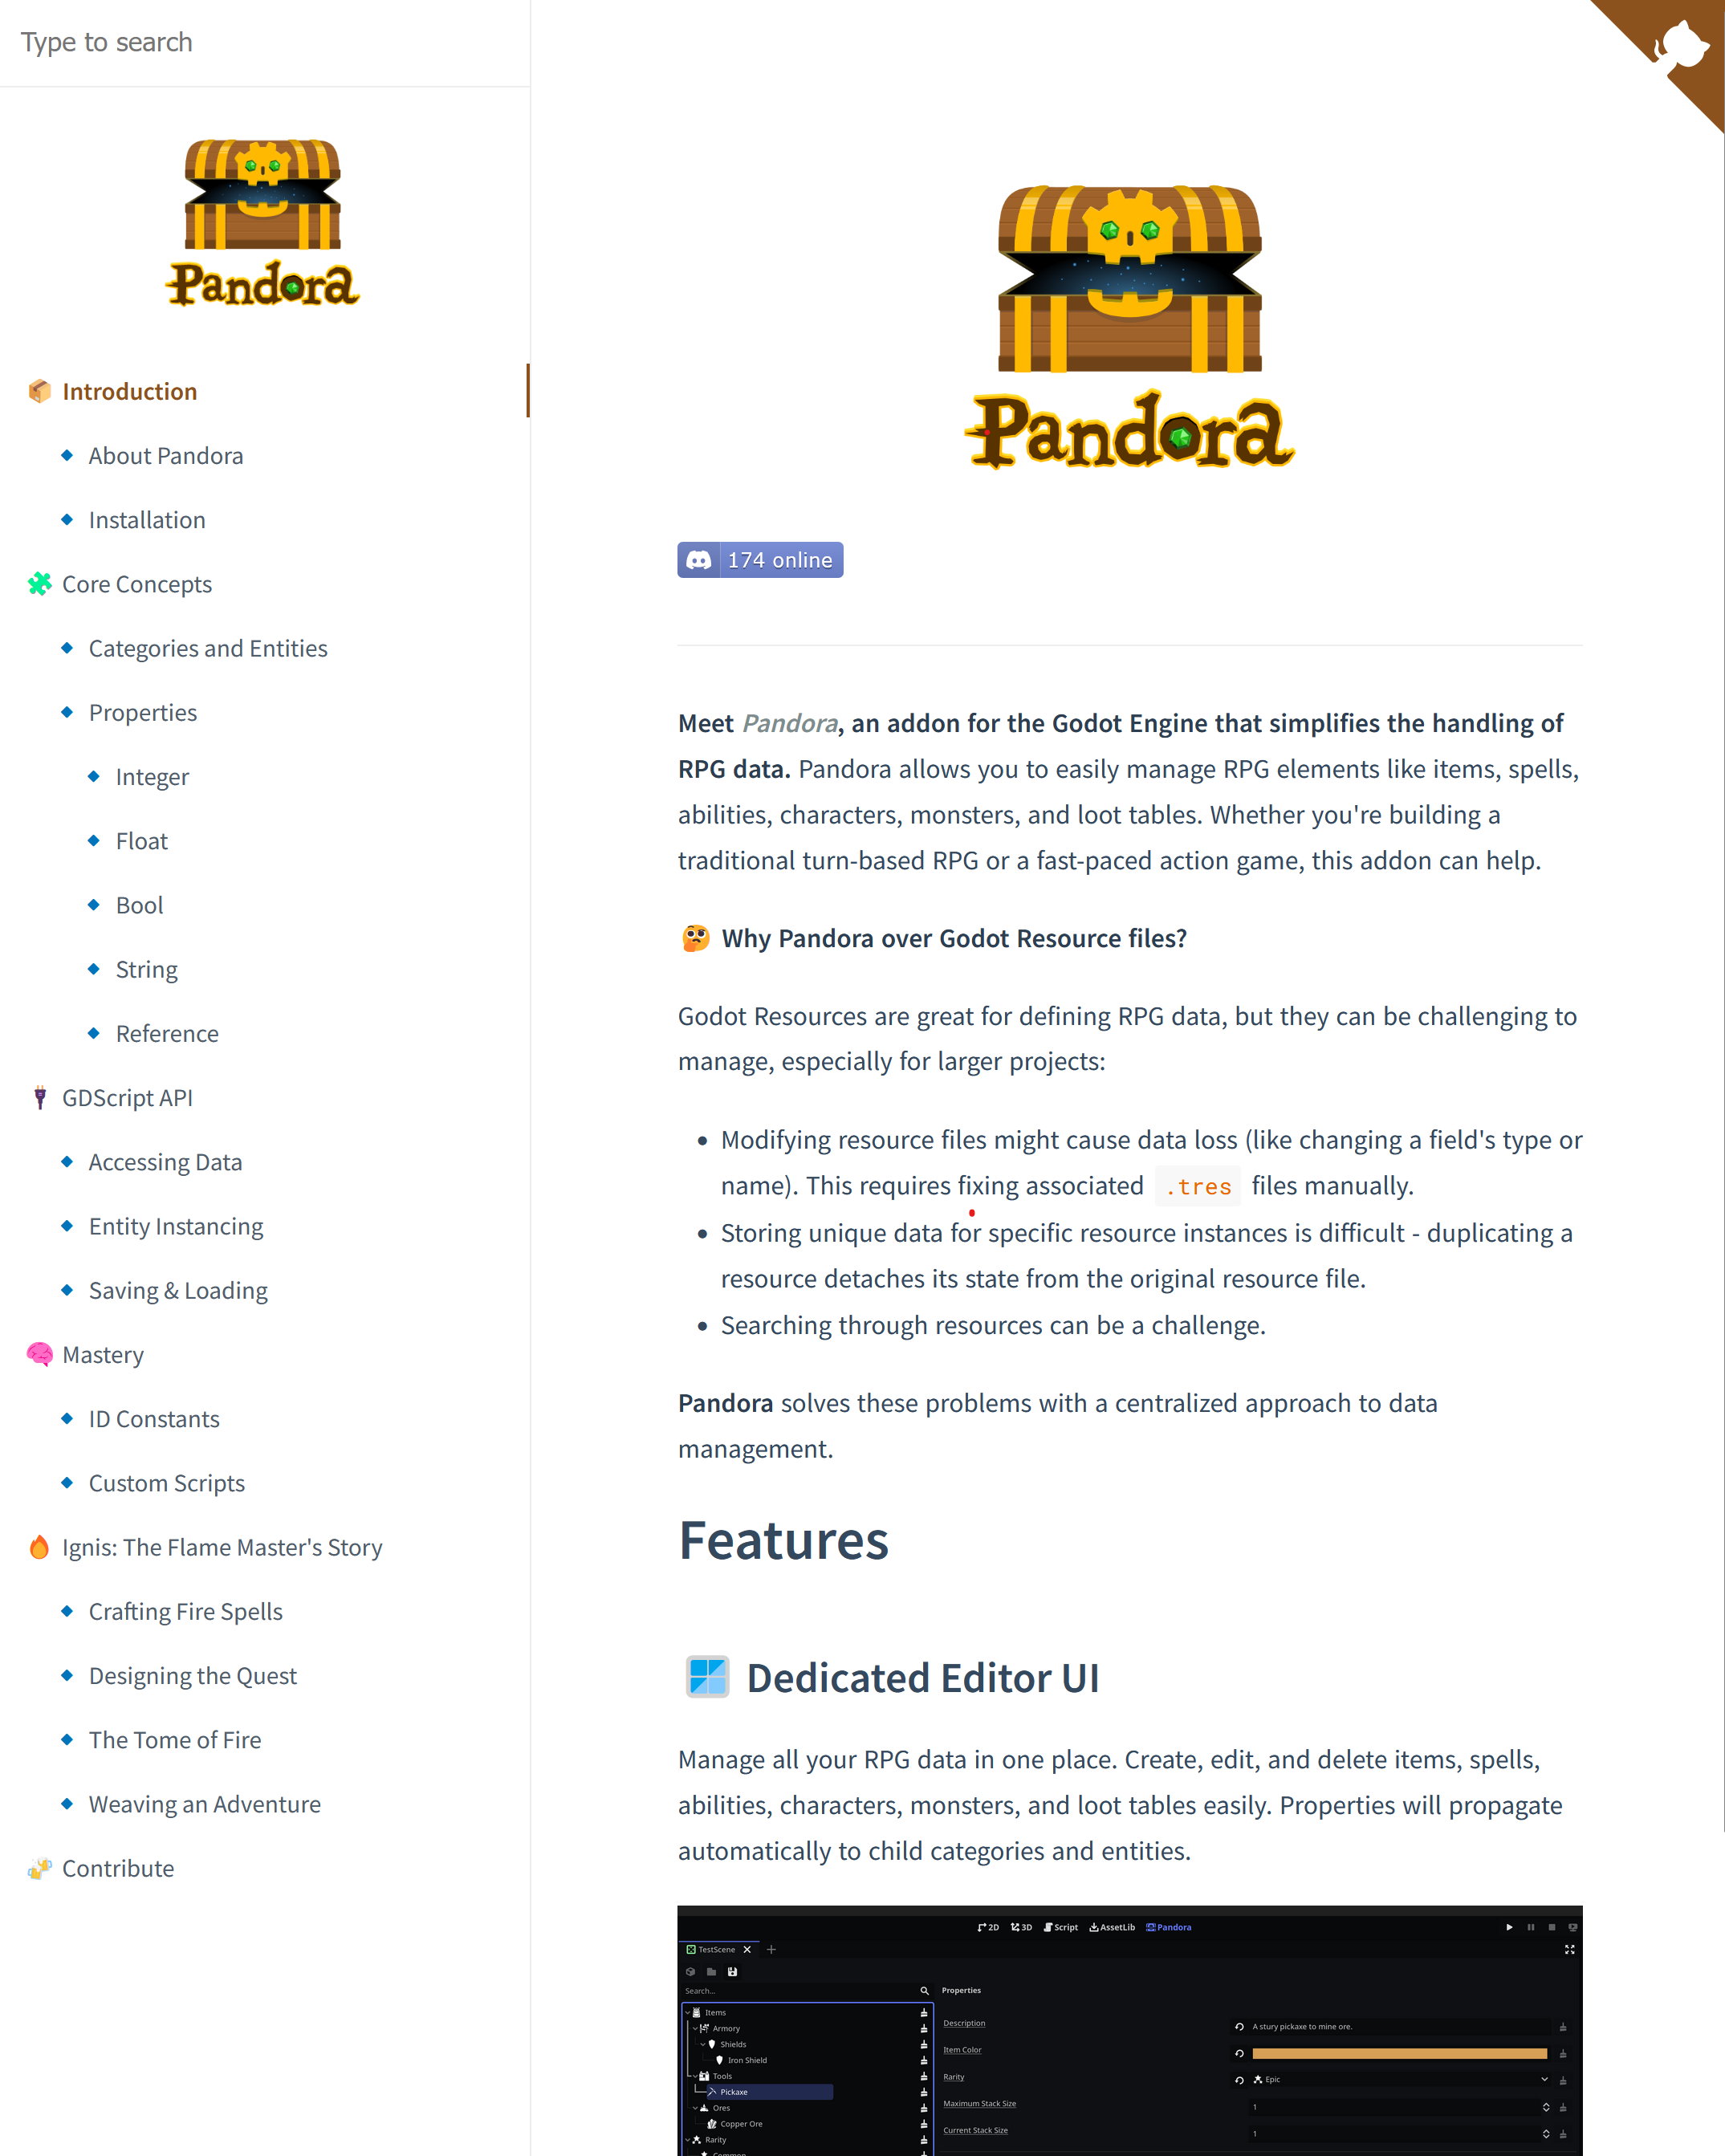 Type to search
Pandora
Introduction
About Pandora
Installation
Core Concepts
Categories and Entities
Properties
Integer
Float
Bool
String
Reference
GDScript API
Accessing Data
Entity Instancing
Saving & Loading
Mastery
ID Constants
Custom Scripts
Ignis: The Flame Master's Story
Crafting Fire Spells
Designing the Quest
The Tome of Fire
Weaving an Adventure
Contribute
Pandora
174 online
Meet Pandora, an addon for the Godot Engine that simplifies the handling of
RPG data. Pandora allows you to easily manage RPG elements like items, spells,
abilities, characters, monsters, and loot tables. Whether you're building a
traditional turn-based RPG or a fast-paced action game, this addon can help.
Why Pandora over Godot Resource files?
Godot Resources are great for defining RPG data, but they can be challenging to
manage, especially for larger projects:
Modifying resource files might cause data loss (like changing a field's type or
name). This requires fixing associated .tres files manually.
Storing unique data for specific resource instances is difficult - duplicating a
resource detaches its state from the original resource file.
Searching through resources can be a challenge.
Pandora solves these problems with a centralized approach to data
management.
Features
Dedicated Editor UI
Manage all your RPG data in one place. Create, edit, and delete items, spells,
abilities, characters, monsters, and loot tables easily. Properties will propagate
automatically to child categories and entities.
2D 3D Script AssetLib Pandora
TestScene
Search...
Items
Armory
Shields
Iron Shield
Tools
Pickaxe
Ores
Copper Ore
Rarity
Common
Properties
Description A stury pickaxe to mine ore.
Item Color
Rarity Epic
Maximum Stack Size 1
Current Stack Size 1